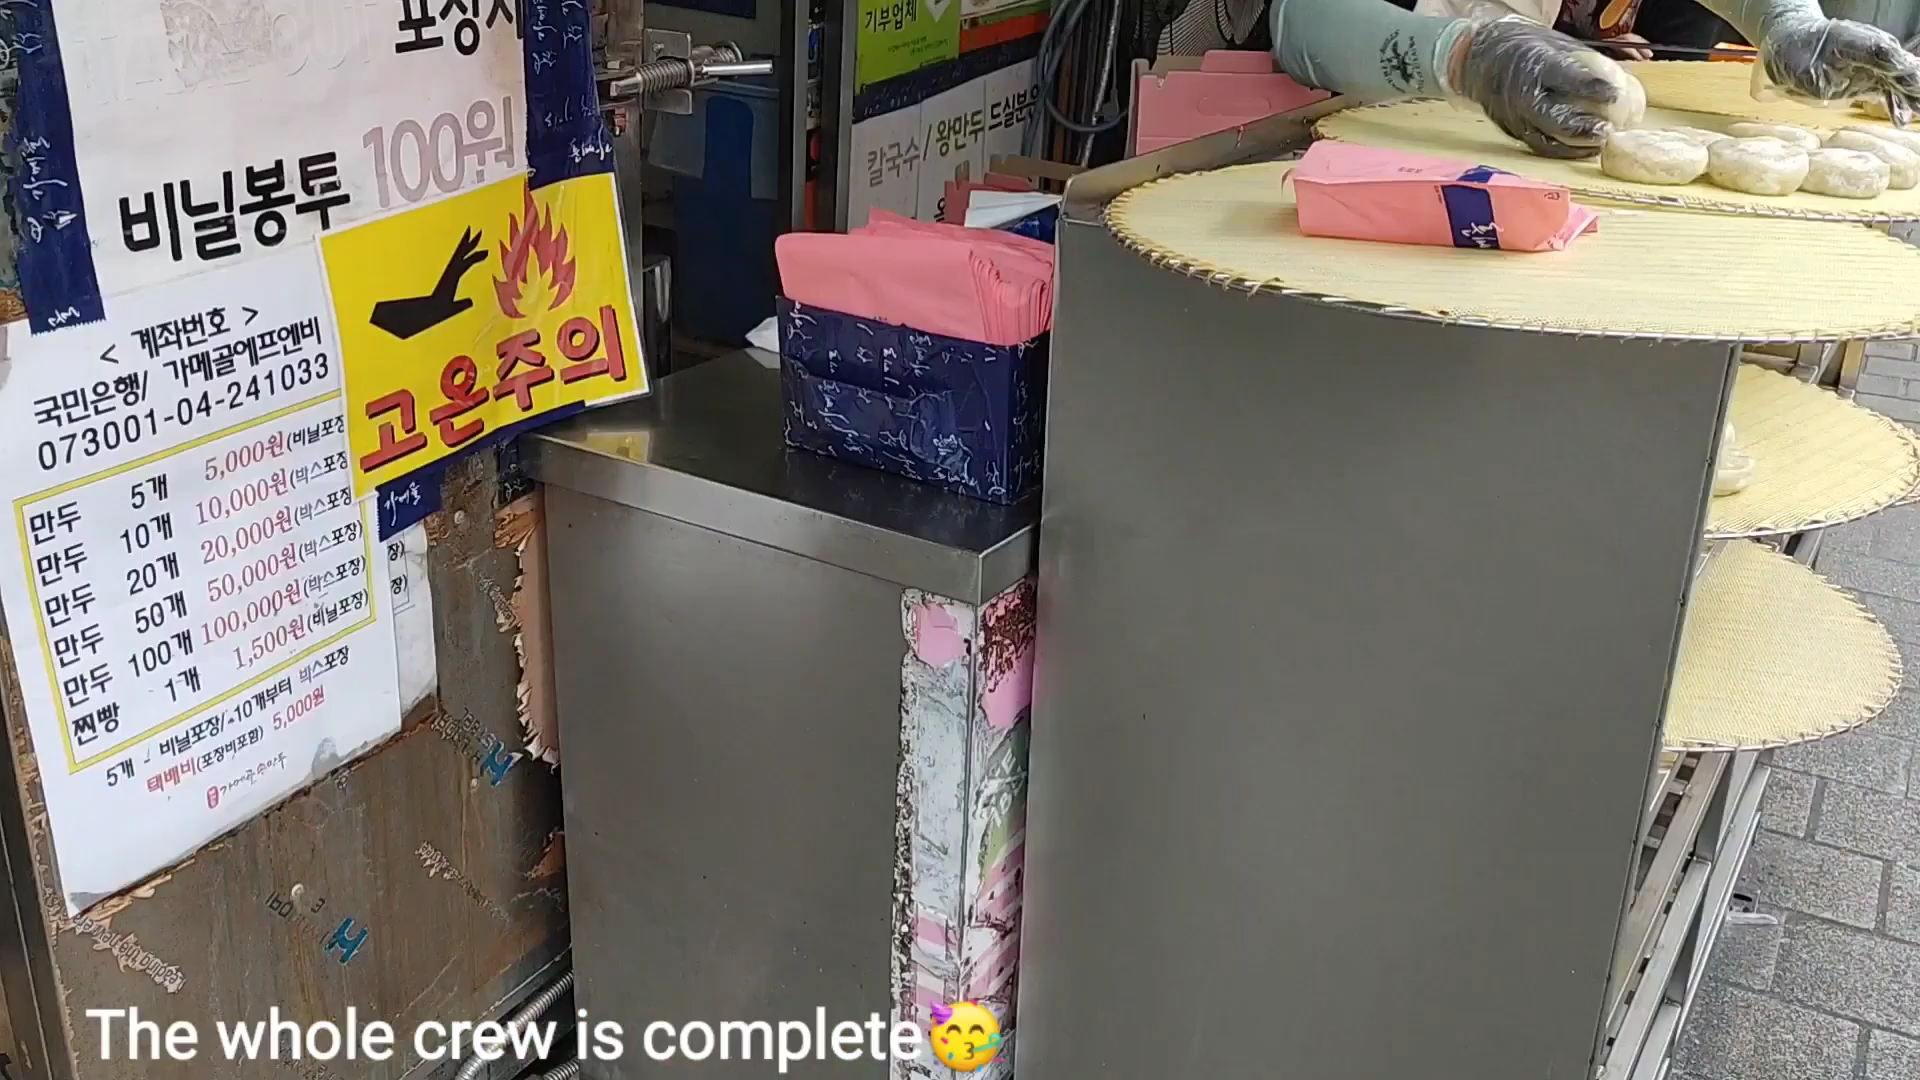 포장시
비닐봉투 100원
고온주의
< 계좌번호 >
국민은행/ 가메골에프엔비
073001-04-241033
만두 5개 5,000원(비닐포장
만두 10개 10,000원(박스포장
만두 20개 20,000원(박스포장
만두 50개 50,000원(박스포장)
만두 100개 100,000원(박스포장)
찐빵 1개 1,500원(비닐포장)
5개 - 비닐포장/ 10개부터 박스포장
택배비(포장비포함) 5,000원
가메골손만두
기부업체
칼국수/왕만두 드실분은
The whole crew is complete🥳